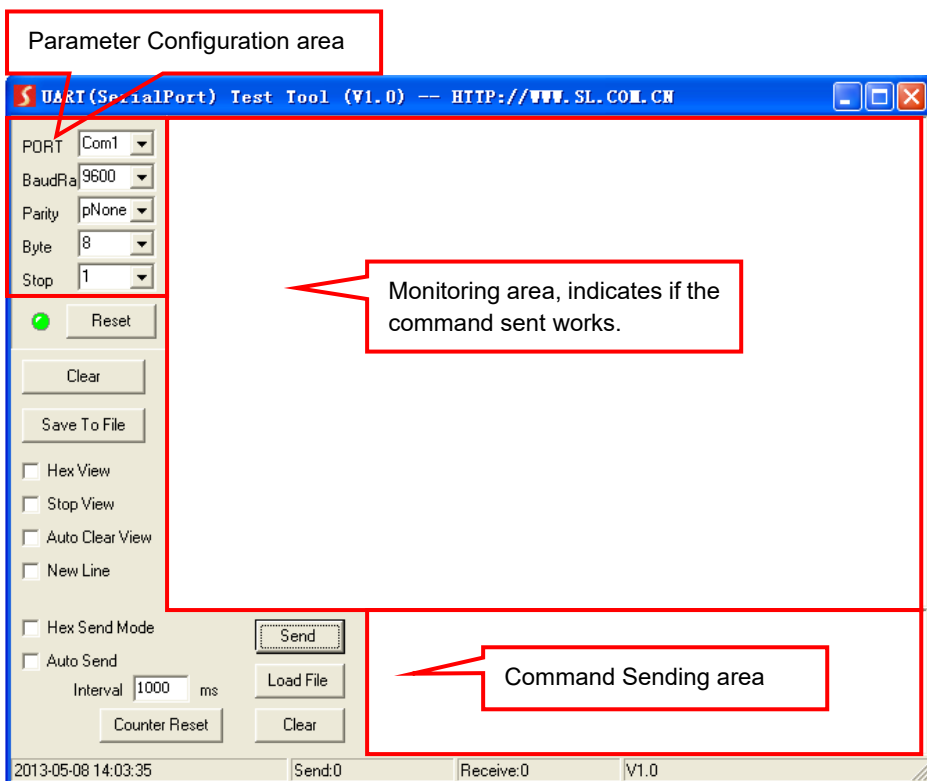 Parameter Configuration area
UART(SerialPort) Test Tool (V1.0) -- HTTP://WWW.SL.COM.CN
PORT Com1
BaudRa 9600
Parity pNone
Byte 8
Stop 1
Reset
Monitoring area, indicates if the
command sent works.
Clear
Save To File
Hex View
Stop View
Auto Clear View
New Line
Hex Send Mode
Send
Auto Send
Interval 1000 ms
Load File
Command Sending area
Counter Reset
Clear
2013-05-08 14:03:35 Send:0 Receive:0 V1.0